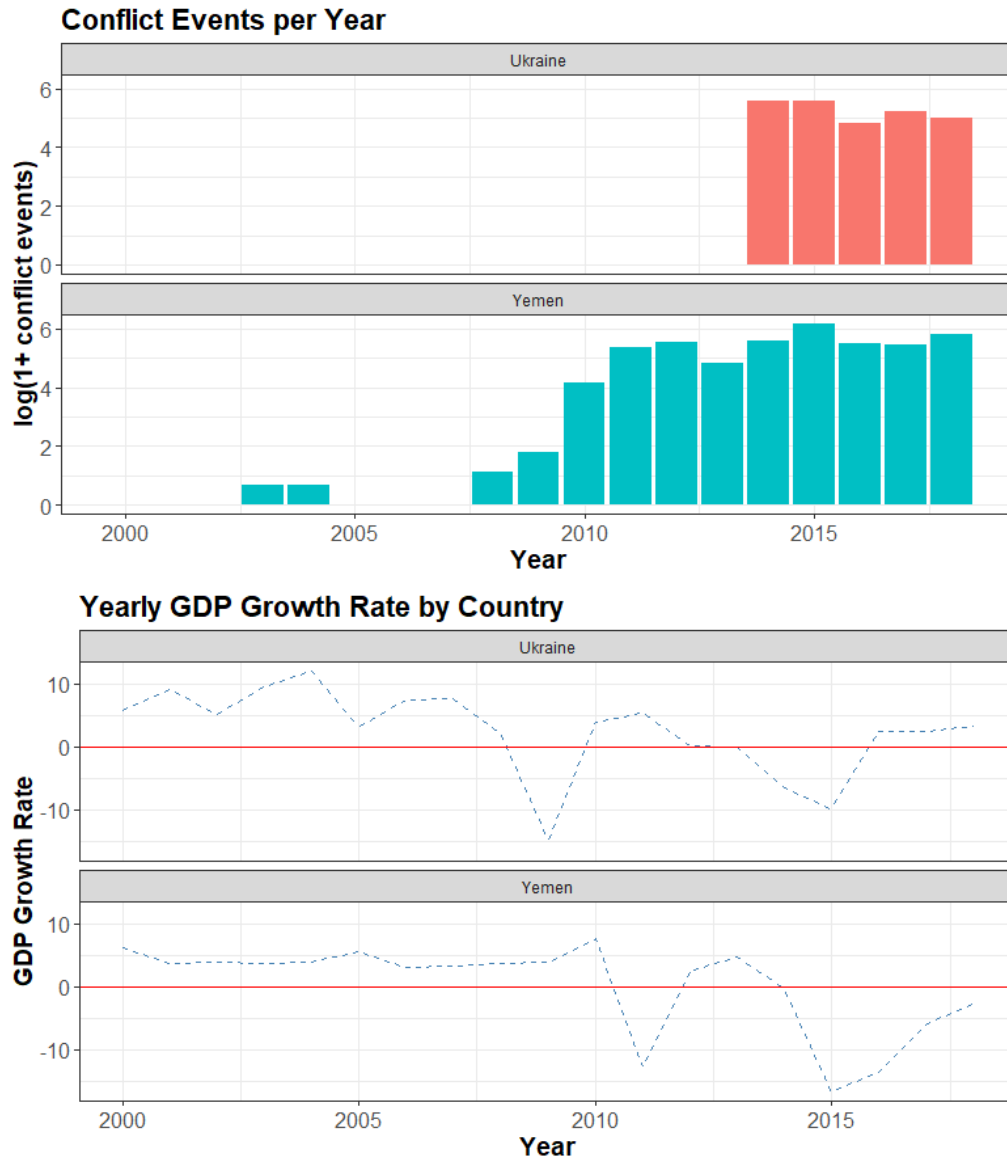 Conflict Events per Year
Ukraine
6
4
2
0
Yemen
6
4
2
0
log(1+ conflict events)
2000 2005 2010 2015
Year
Yearly GDP Growth Rate by Country
Ukraine
10
0
-10
Yemen
10
0
-10
GDP Growth Rate
2000 2005 2010 2015
Year